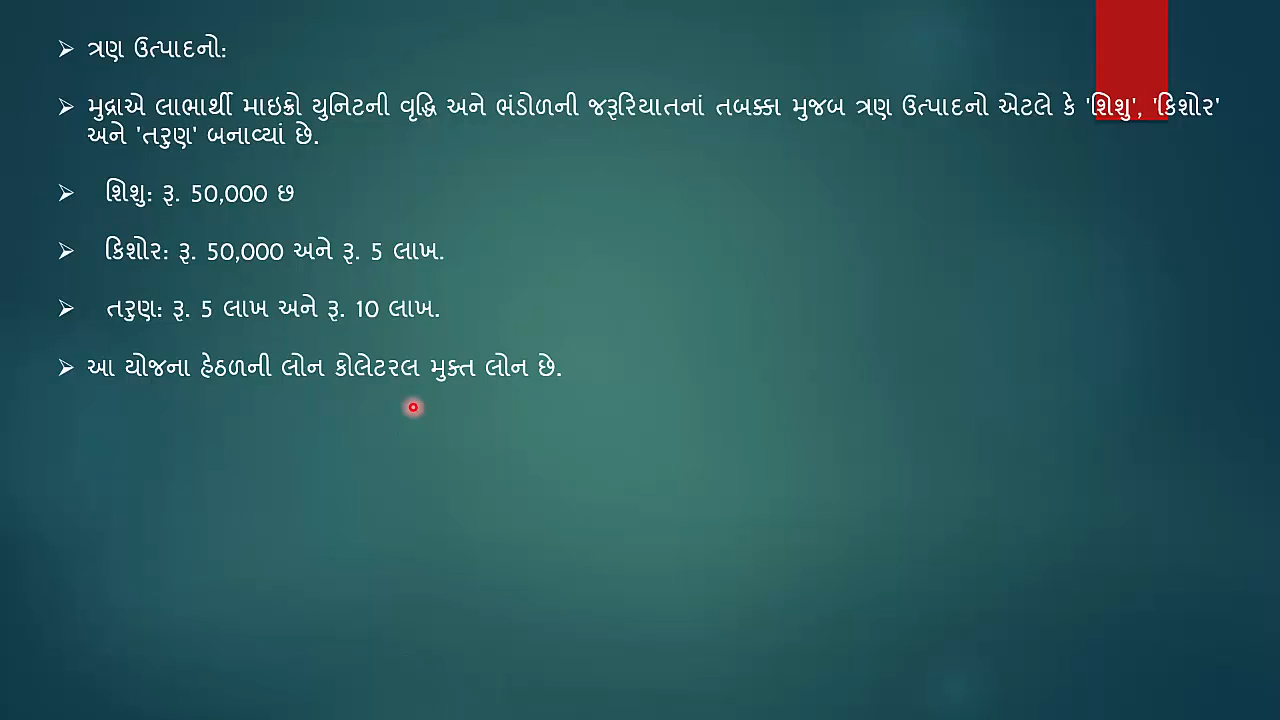 ત્રણ ઉત્પાદનો:
મુદ્રાએ લાભાર્થી માઇક્રો યુનિટની વૃદ્ધિ અને ભંડોળની જરૂરિયાતનાં તબક્કા મુજબ ત્રણ ઉત્પાદનો એટલે કે 'શિશુ', 'કિશોર'
અને 'તરુણ' બનાવ્યાં છે.
શિશુ: રૂ. 50,000 છ
કિશોર: રૂ. 50,000 અને રૂ. 5 લાખ.
તરુણ: રૂ. 5 લાખ અને રૂ. 10 લાખ.
આ યોજના હેઠળની લોન કોલેટરલ મુક્ત લોન છે.